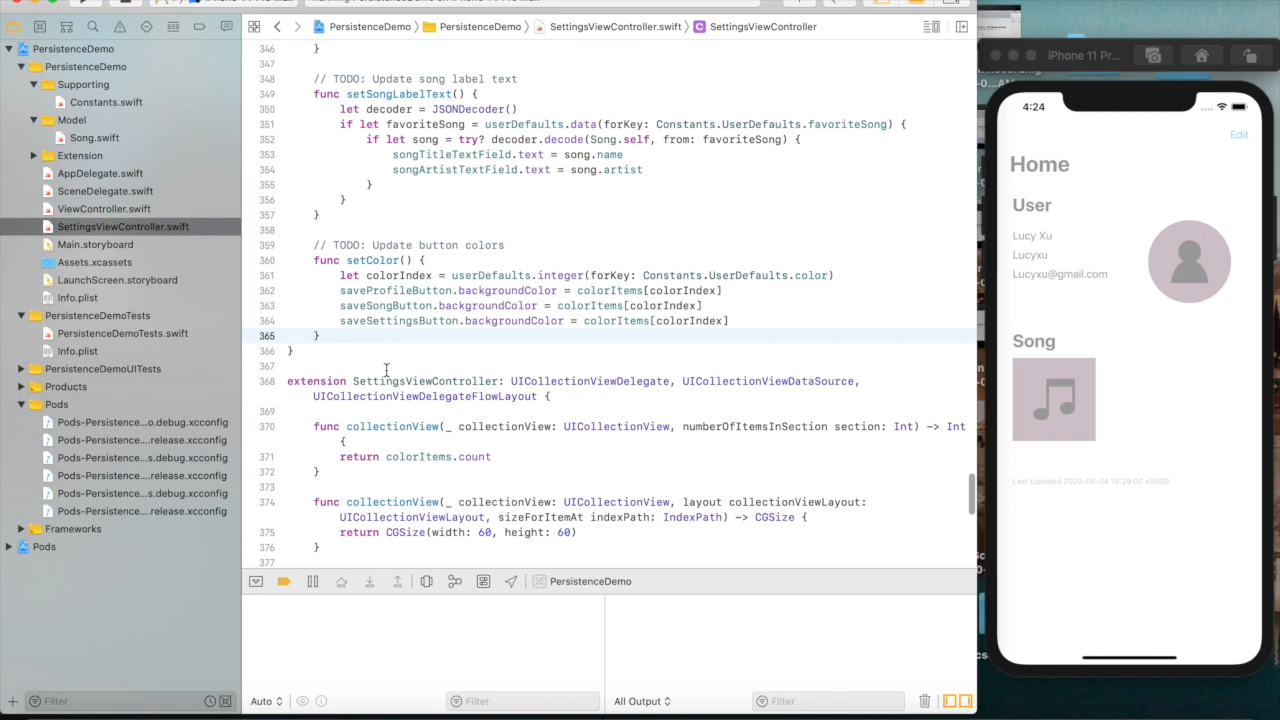 PersistenceDemo
PersistenceDemo
Supporting
Constants.swift
Model
Song.swift
Extension
AppDelegate.swift
SceneDelegate.swift
ViewController.swift
SettingsViewController.swift
Main.storyboard
Assets.xcassets
LaunchScreen.storyboard
Info.plist
PersistenceDemoTests
PersistenceDemoTests.swift
Info.plist
PersistenceDemoUITests
Products
Pods
Pods-Persistence...o.debug.xcconfig
Pods-Persistence....release.xcconfig
Pods-Persistence...s.debug.xcconfig
Pods-Persistence....release.xcconfig
Pods-Persistence...s.debug.xcconfig
Pods-Persistence....release.xcconfig
Frameworks
Pods
Filter
PersistenceDemo PersistenceDemo SettingsViewController.swift C SettingsViewController
346 }
347
348 // TODO: Update song label text
349 func setSongLabelText() {
350 let decoder = JSONDecoder()
351 if let favoriteSong = userDefaults.data(forKey: Constants.UserDefaults.favoriteSong) {
352 if let song = try? decoder.decode(Song.self, from: favoriteSong) {
353 songTitleTextField.text = song.name
354 songArtistTextField.text = song.artist
355 }
356 }
357 }
358
359 // TODO: Update button colors
360 func setColor() {
361 let colorIndex = userDefaults.integer(forKey: Constants.UserDefaults.color)
362 saveProfileButton.backgroundColor = colorItems[colorIndex]
363 saveSongButton.backgroundColor = colorItems[colorIndex]
364 saveSettingsButton.backgroundColor = colorItems[colorIndex]
365 }
366 }
367
368 extension SettingsViewController: UICollectionViewDelegate, UICollectionViewDataSource,
UICollectionViewDelegateFlowLayout {
369
370 func collectionView(_ collectionView: UICollectionView, numberOfItemsInSection section: Int) -> Int
{
371 return colorItems.count
372 }
373
374 func collectionView(_ collectionView: UICollectionView, layout collectionViewLayout:
UICollectionViewLayout, sizeForItemAt indexPath: IndexPath) -> CGSize {
375 return CGSize(width: 60, height: 60)
376 }
377
PersistenceDemo
Auto
Filter
All Output
Filter
iPhone 11 Pr...
4:24
Edit
Home
User
Lucy Xu
Lucyxu
Lucyxu@gmail.com
Song
Last Updated 2020-05-04 19:29:07 +0000